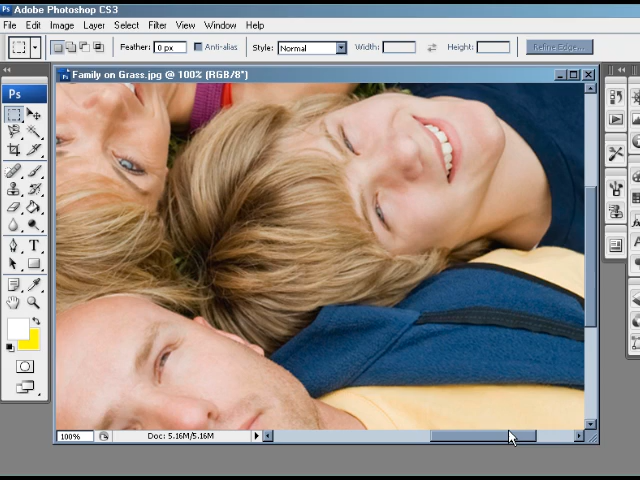 Ps Adobe Photoshop CS3
File Edit Image Layer Select Filter View Window Help
Feather: 0 px Anti-alias Style: Normal Width: Height: Refine Edge...
Family on Grass.jpg @ 100% (RGB/8*)
Ps
T
100% Doc: 5.16M/5.16M